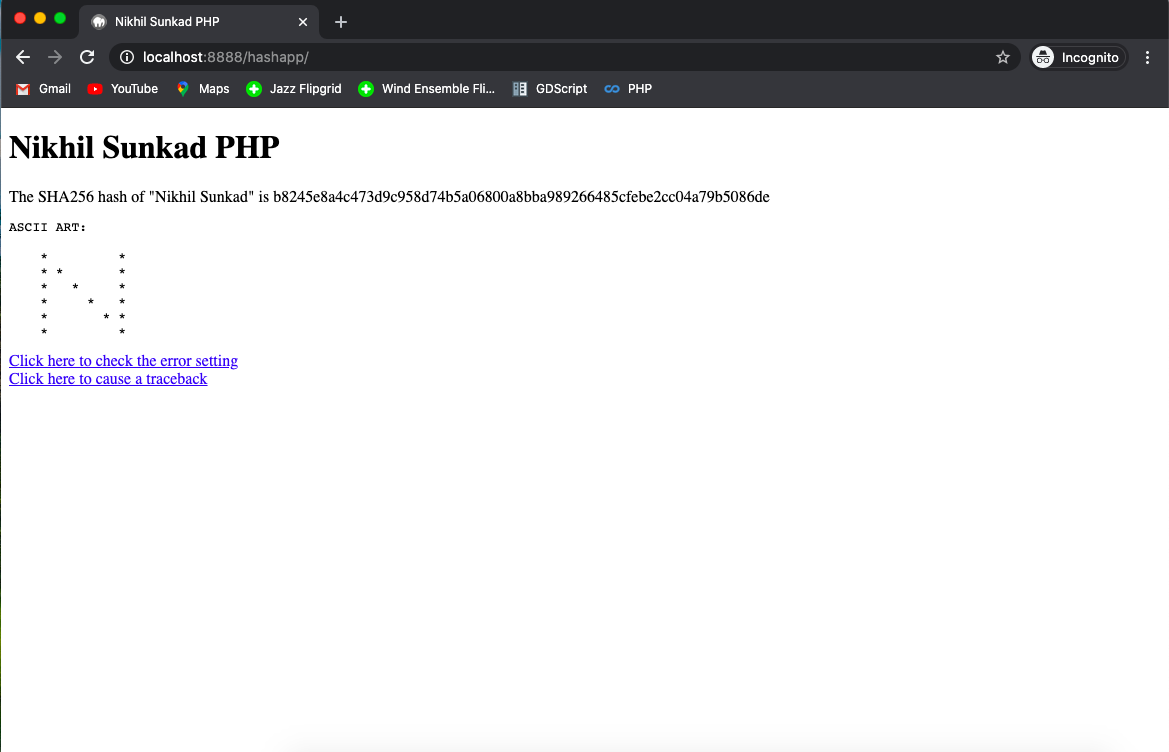 Nikhil Sunkad PHP
localhost:8888/hashapp/
Incognito
Gmail YouTube Maps Jazz Flipgrid Wind Ensemble Fli... GDScript PHP
Nikhil Sunkad PHP
The SHA256 hash of "Nikhil Sunkad" is b8245e8a4c473d9c958d74b5a06800a8bba989266485cfebe2cc04a79b5086de
ASCII ART:
*         *
* *       *
*   *     *
*     *   *
*       * *
*         *
Click here to check the error setting
Click here to cause a traceback